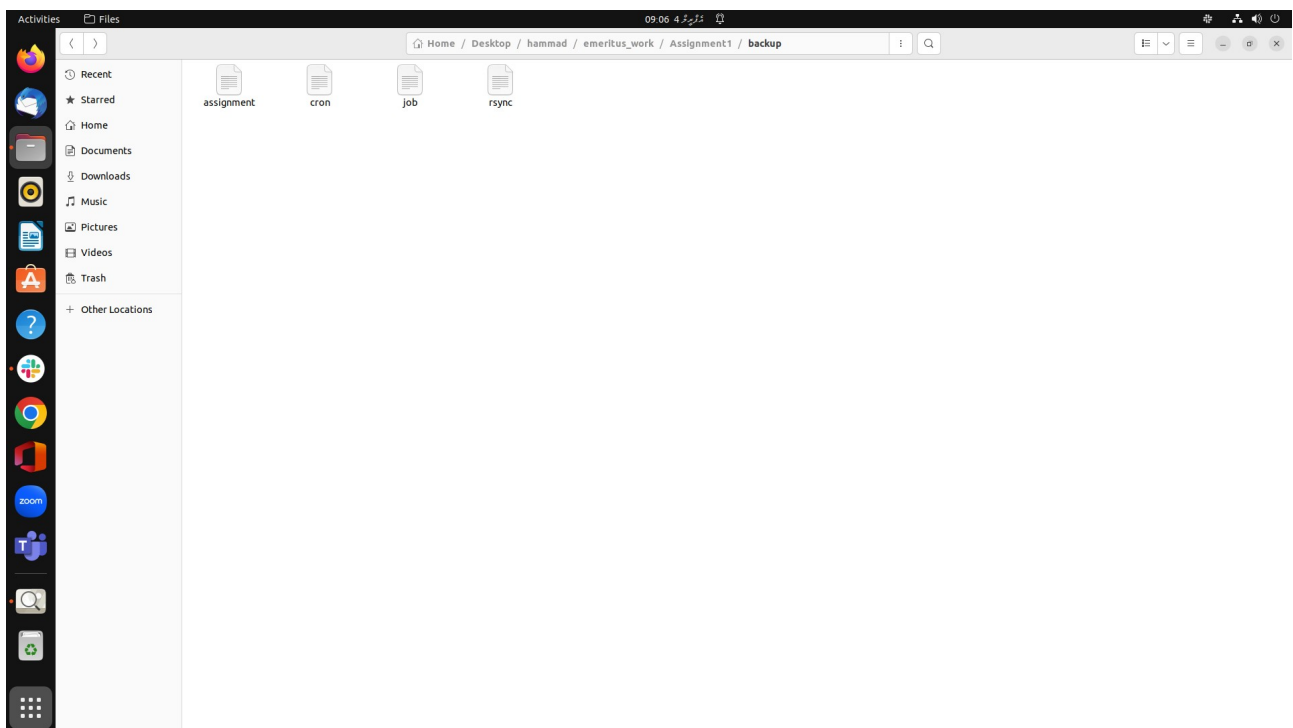 Activities Files 09:06 4 އެޕްރީލް
Home / Desktop / hammad / emeritus_work / Assignment1 / backup
Recent
Starred
Home
Documents
Downloads
Music
Pictures
Videos
Trash
+ Other Locations
assignment cron job rsync
zoom